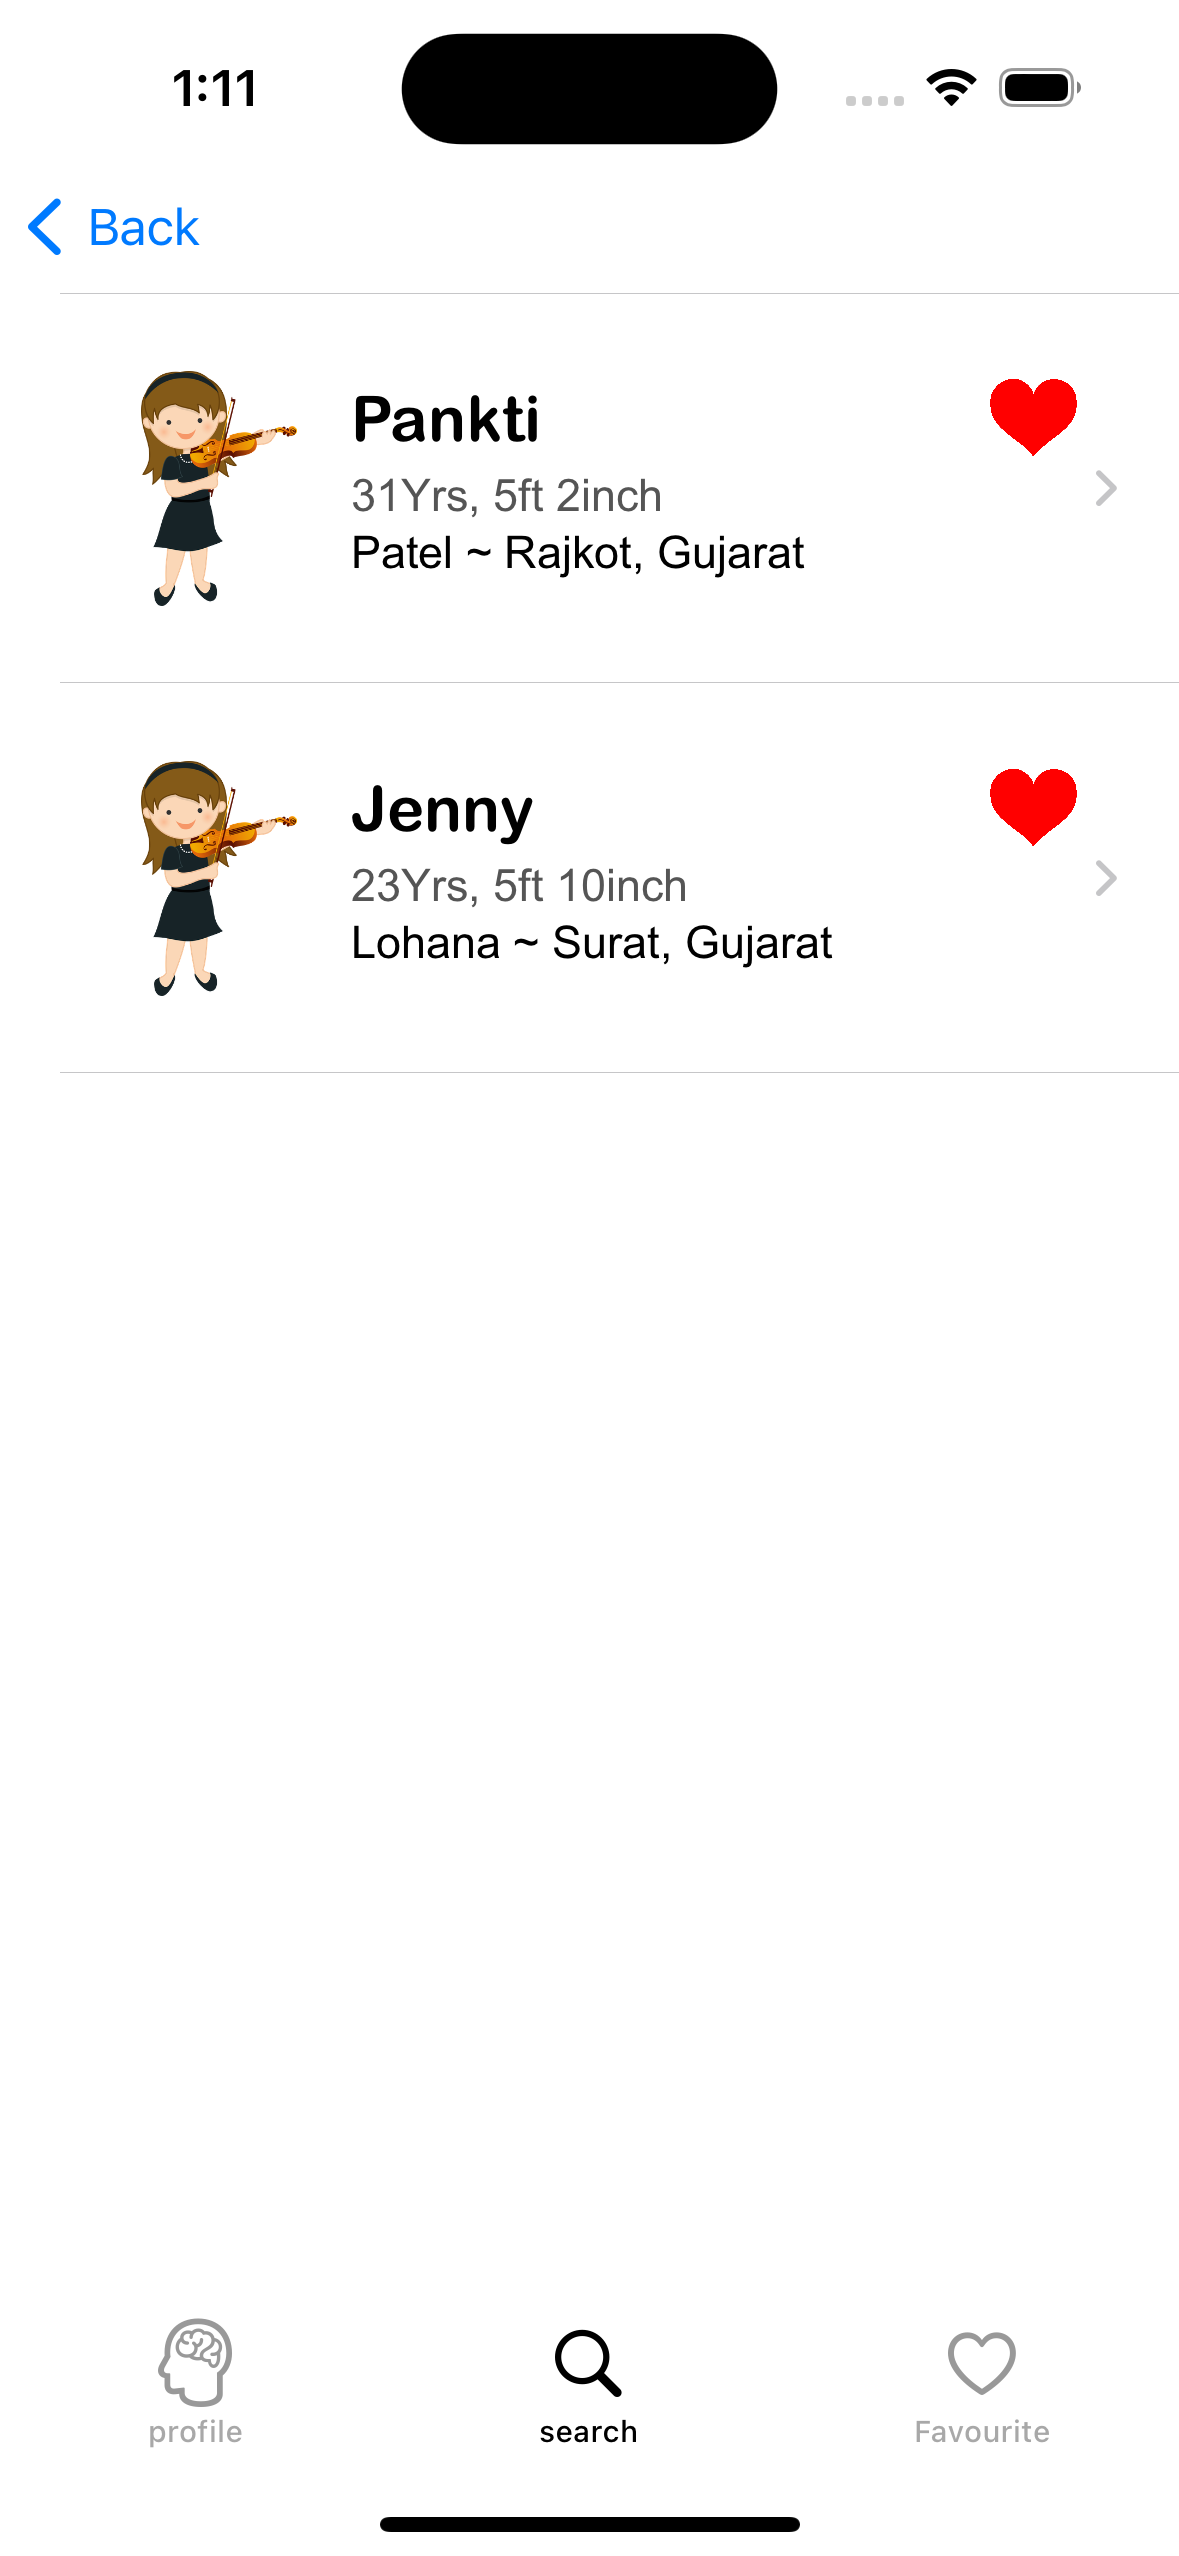 1:11
Back
Pankti
31Yrs, 5ft 2inch
Patel ~ Rajkot, Gujarat
Jenny
23Yrs, 5ft 10inch
Lohana ~ Surat, Gujarat
profile
search
Favourite